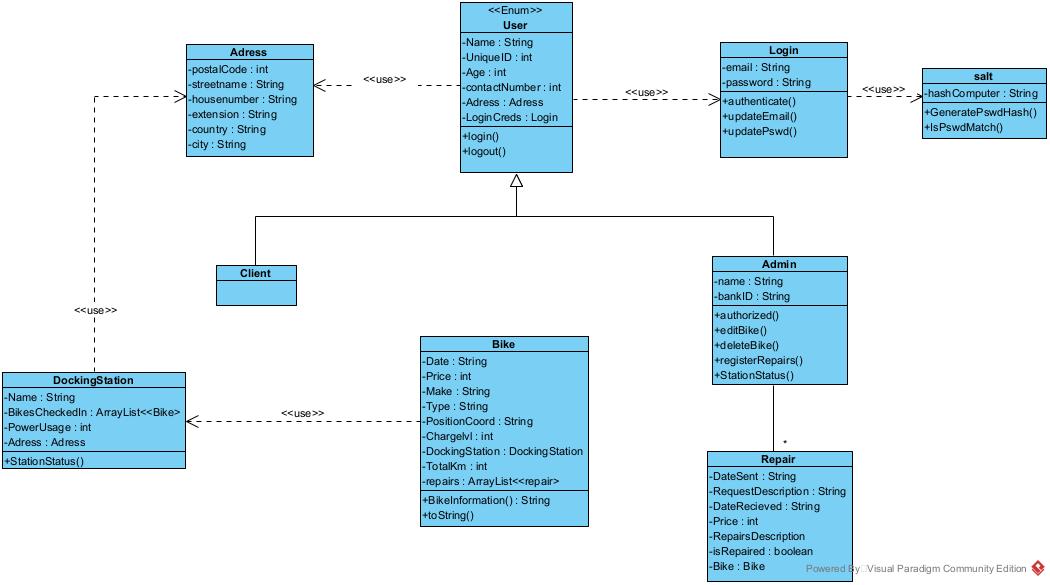 <<Enum>>
User
-Name : String
-UniqueID : int
-Age : int
-contactNumber : int
-Adress : Adress
-LoginCreds : Login
+login()
+logout()
Adress
-postalCode : int
-streetname : String
-housenumber : String
-extension : String
-country : String
-city : String
<<use>>
<<use>>
Login
-email : String
-password : String
+authenticate()
+updateEmail()
+updatePswd()
<<use>>
salt
-hashComputer : String
+GeneratePswdHash()
+IsPswdMatch()
Client
Admin
-name : String
-bankID : String
+authorized()
+editBike()
+deleteBike()
+registerRepairs()
+StationStatus()
<<use>>
DockingStation
-Name : String
-BikesCheckedIn : ArrayList<<Bike>
-PowerUsage : int
-Adress : Adress
+StationStatus()
<<use>>
Bike
-Date : String
-Price : int
-Make : String
-Type : String
-PositionCoord : String
-Chargelvl : int
-DockingStation : DockingStation
-TotalKm : int
-repairs : ArrayList<<repair>
+BikeInformation() : String
+toString()
*
Repair
-DateSent : String
-RequestDescription : String
-DateRecieved : String
-Price : int
-RepairsDescription
-isRepaired : boolean
-Bike : Bike
Powered By Visual Paradigm Community Edition